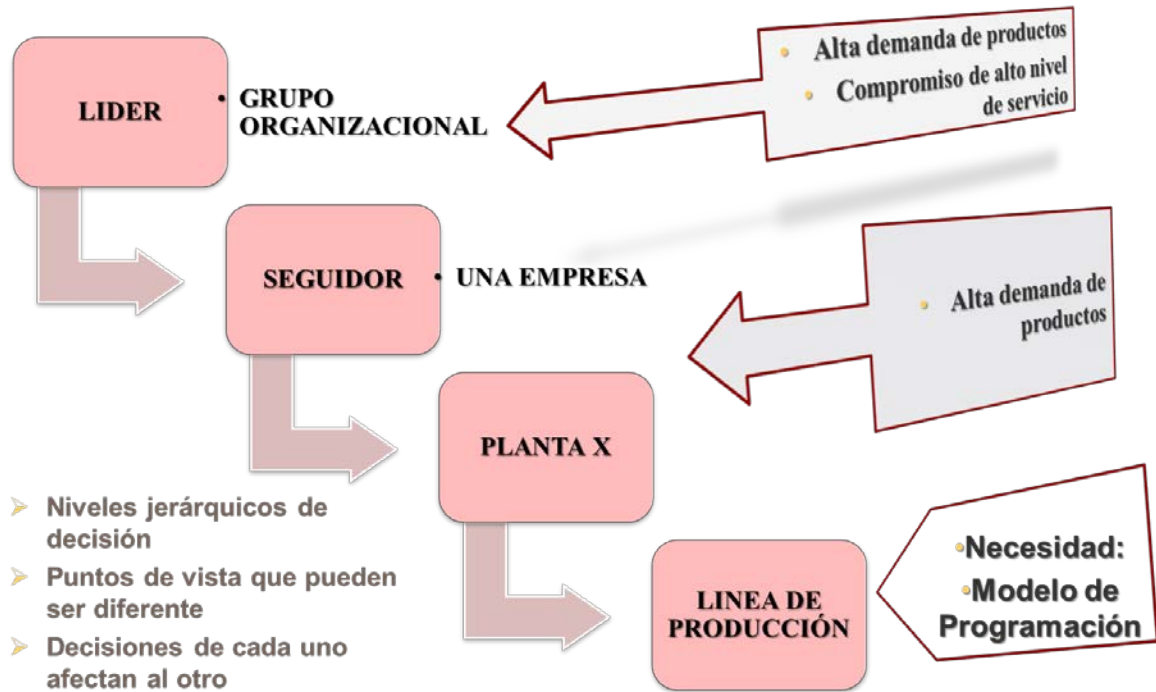 LIDER
• GRUPO
ORGANIZACIONAL
• Alta demanda de productos
• Compromiso de alto nivel
de servicio
SEGUIDOR
• UNA EMPRESA
• Alta demanda de
productos
PLANTA X
LINEA DE
PRODUCCIÓN
•Necesidad:
•Modelo de
Programación
➢ Niveles jerárquicos de
decisión
➢ Puntos de vista que pueden
ser diferente
➢ Decisiones de cada uno
afectan al otro